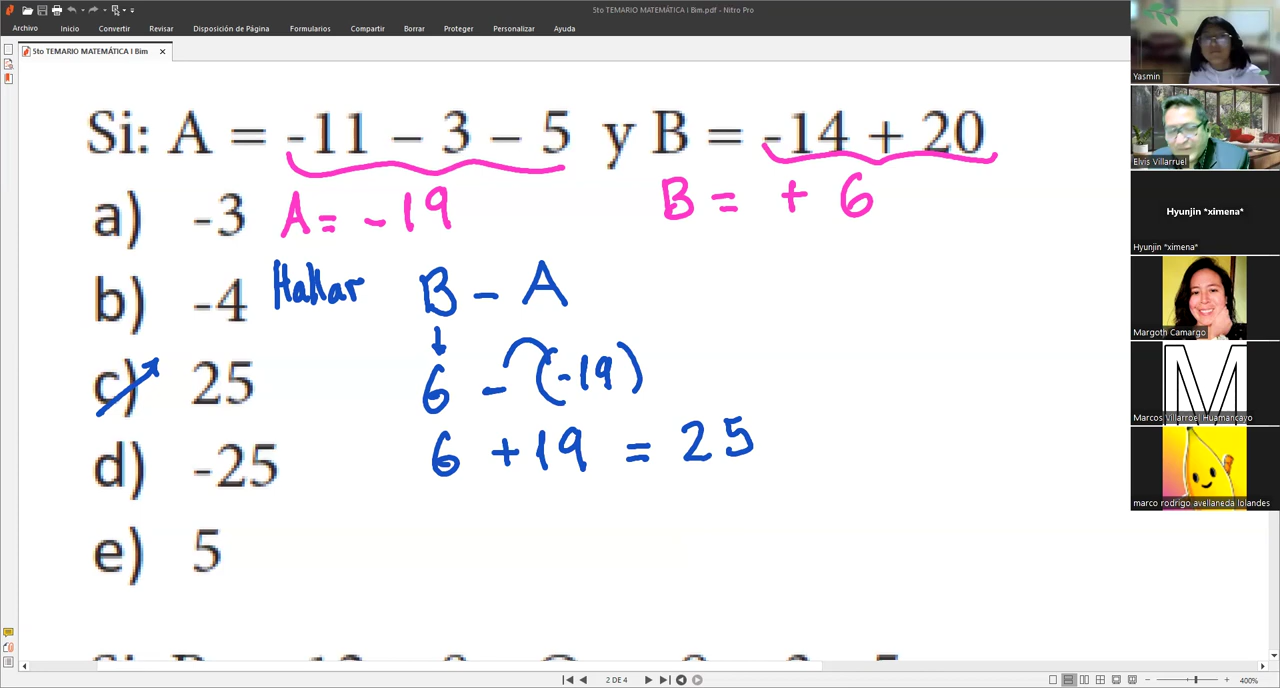 5to TEMARIO MATEMÁTICA I Bim.pdf - Nitro Pro
Archivo Inicio Convertir Revisar Disposición de Página Formularios Compartir Borrar Proteger Personalizar Ayuda
5to TEMARIO MATEMÁTICA I Bim
Si: A = -11 – 3 – 5 y B = -14 + 20
a) -3
A = - 19
B = + 6
b) -4
Hallar B - A
c) 25
6 - (-19)
d) -25
6 + 19 = 25
e) 5
2 DE 4
400%
Yasmin
Elvis Villarruel
Hyunjin *ximena*
Hyunjin *ximena*
Margoth Camargo
M
Marcos Villarroel Huamancayo
marco rodrigo avellaneda lolandes